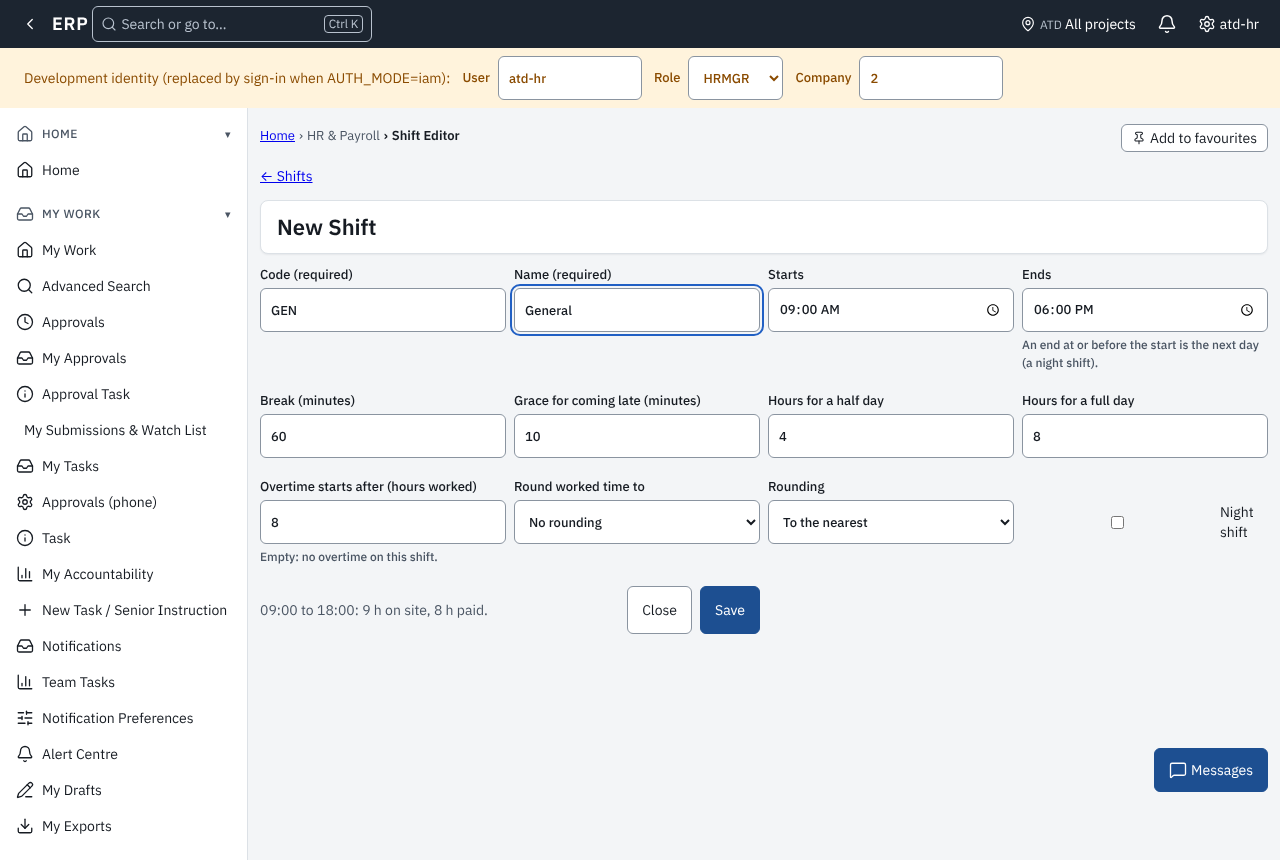 ERP
Search or go to...
Ctrl K
ATD All projects
atd-hr
Development identity (replaced by sign-in when AUTH_MODE=iam):
User
atd-hr
Role
HRMGR
Company
2
HOME
Home
MY WORK
My Work
Advanced Search
Approvals
My Approvals
Approval Task
My Submissions & Watch List
My Tasks
Approvals (phone)
Task
My Accountability
New Task / Senior Instruction
Notifications
Team Tasks
Notification Preferences
Alert Centre
My Drafts
My Exports
Home › HR & Payroll › Shift Editor
Add to favourites
← Shifts
New Shift
Code (required)
GEN
Name (required)
General
Starts
09:00 AM
Ends
06:00 PM
An end at or before the start is the next day
(a night shift).
Break (minutes)
60
Grace for coming late (minutes)
10
Hours for a half day
4
Hours for a full day
8
Overtime starts after (hours worked)
8
Empty: no overtime on this shift.
Round worked time to
No rounding
Rounding
To the nearest
Night
shift
09:00 to 18:00: 9 h on site, 8 h paid.
Close
Save
Messages